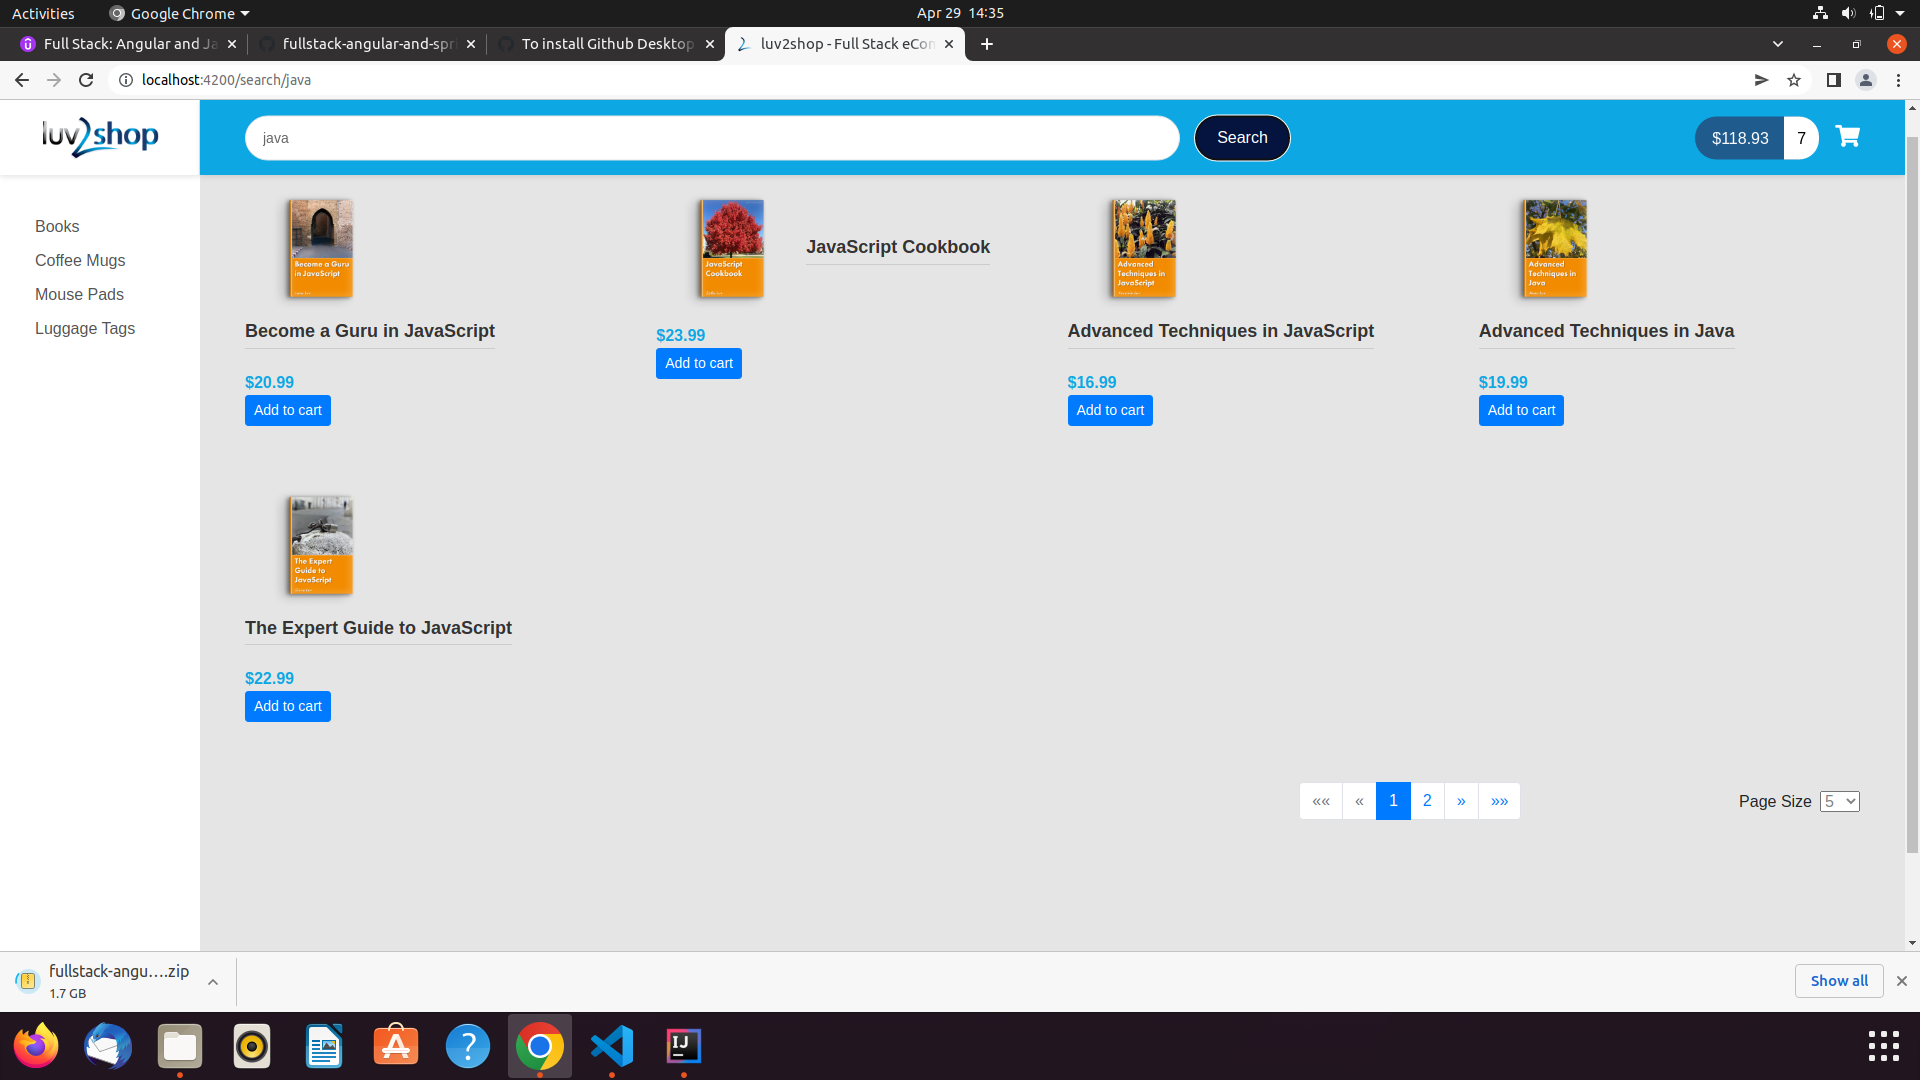 Activities
Google Chrome
Apr 29 14:35
Full Stack: Angular and Ja
fullstack-angular-and-spri
To install Github Desktop
luv2shop - Full Stack eCom
localhost:4200/search/java
luv2shop
java
Search
$118.93
7
Books
Coffee Mugs
Mouse Pads
Luggage Tags
Become a Guru
in JavaScript
Become a Guru in JavaScript
$20.99
Add to cart
JavaScript
Cookbook
JavaScript Cookbook
$23.99
Add to cart
Advanced
Techniques in
JavaScript
Advanced Techniques in JavaScript
$16.99
Add to cart
Advanced
Techniques in
Java
Advanced Techniques in Java
$19.99
Add to cart
The Expert
Guide to
JavaScript
The Expert Guide to JavaScript
$22.99
Add to cart
«« « 1 2 » »»
Page Size 5
fullstack-angu….zip
1.7 GB
Show all
IJ